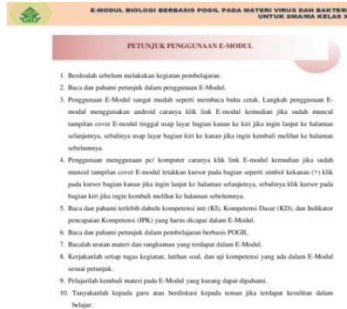 E-MODUL BIOLOGI BERBASIS POGIL PADA MATERI VIRUS DAN BAKTERI
UNTUK SMA/MA KELAS X
PETUNJUK PENGGUNAAN E-MODUL
1. Berdoalah sebelum melakukan kegiatan pembelajaran.
2. Baca dan pahami petunjuk dalam penggunaan E-Modul.
3. Penggunaan E-Modul sangat mudah seperti membaca buku cetak. Langkah penggunaan E-
modul menggunakan android caranya klik link E-modul kemudian jika sudah muncul
tampilan cover E-modul tinggal usap layar bagian kanan ke kiri jika ingin lanjut ke halaman
selanjutnya, sebalinya usap layar bagian kiri ke kanan jika ingin kembali melihat ke halaman
sebelumnya.
4. Penggunaan menggunaan pc/ komputer caranya klik link E-modul kemudian jika sudah
muncul tampilan cover E-modul letakkan kursor pada bagian seperti simbol kekanan (>) klik
pada kursor bagian kanan jika ingin lanjut ke halaman selanjutnya, sebalinya klik kursor pada
bagian kiri jika ingin kembali melihat ke halaman sebelumnya.
5. Baca dan pahami terlebih dahulu kompetensi inti (KI), Kompetensi Dasar (KD), dan Indikator
pencapaian Kompetensi (IPK) yang harus dicapai dalam E-Modul.
6. Baca dan pahami petunjuk dalam pembelajaran berbasis POGIL.
7. Bacalah uraian materi dan rangkuman yang terdapat dalam E-Modul.
8. Kerjakanlah setiap tugas kegiatan, latihan soal, dan uji kompetensi yang ada dalam E-Modul
sesuai petunjuk.
9. Pelajarilah kembali materi pada E-Modul yang kurang dapat dipahami.
10. Tanyakanlah kepada guru atau berdiskusi kepada teman jika terdapat kesulitan dalam
belajar.